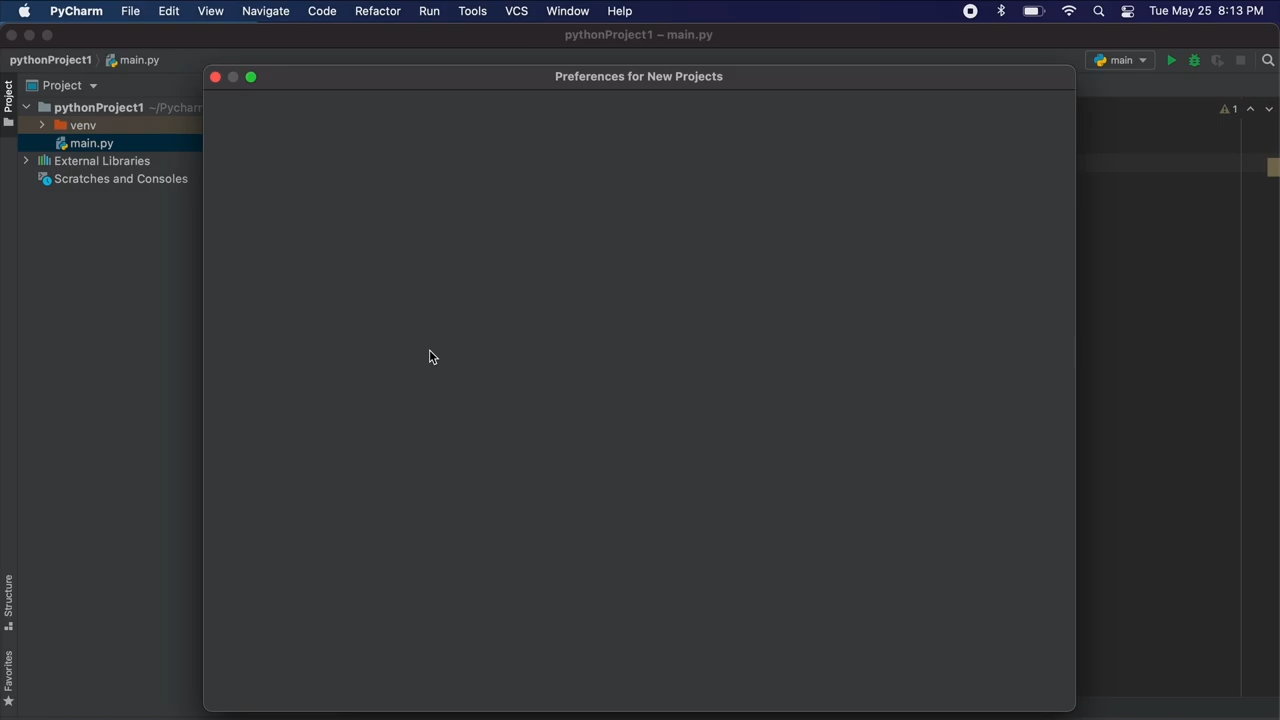 PyCharm File Edit View Navigate Code Refactor Run Tools VCS Window Help Tue May 25 8:13 PM
pythonProject1 – main.py
pythonProject1 main.py main
Preferences for New Projects
Project
Project
pythonProject1 ~/Pycharm
1
venv
main.py
External Libraries
Scratches and Consoles
Structure
Favorites